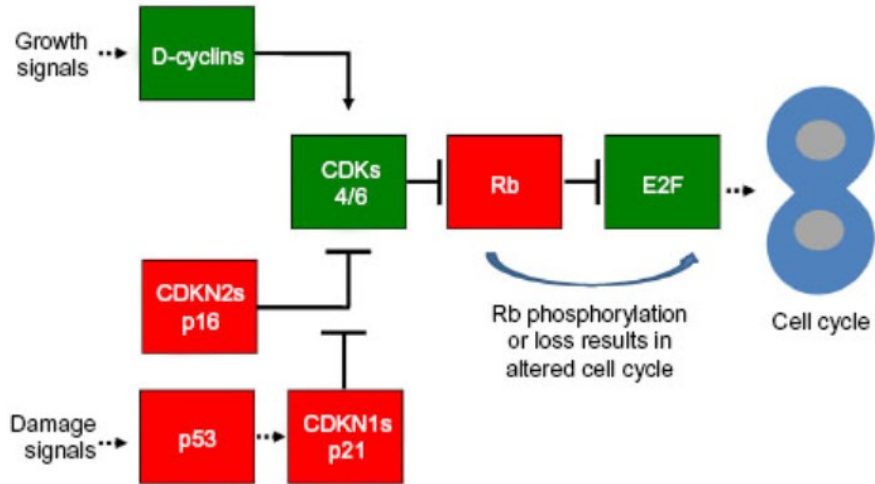 Growth
signals
D-cyclins
CDKs
4/6
Rb
E2F
CDKN2s
p16
Rb phosphorylation
or loss results in
altered cell cycle
Cell cycle
Damage
signals
p53
CDKN1s
p21